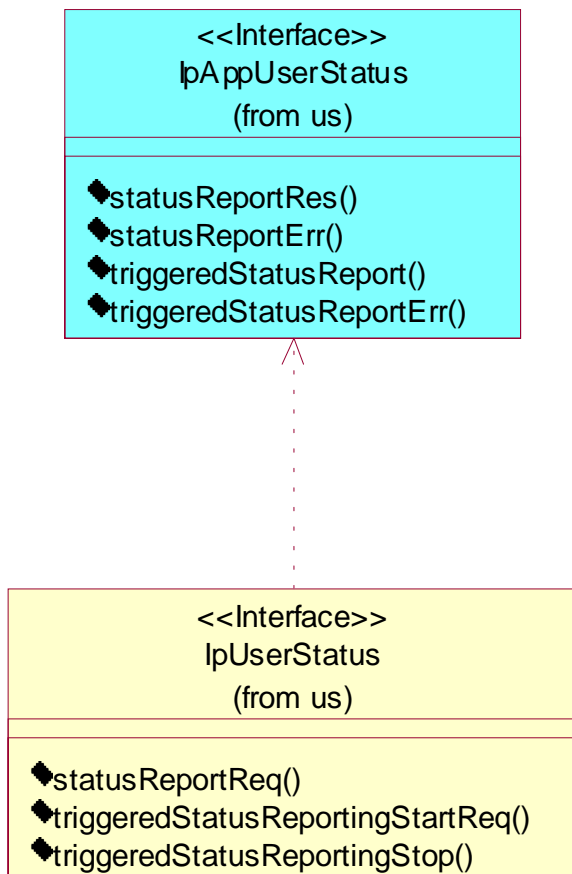 <<Interface>>
IpAppUserStatus
(from us)
statusReportRes()
statusReportErr()
triggeredStatusReport()
triggeredStatusReportErr()
<<Interface>>
IpUserStatus
(from us)
statusReportReq()
triggeredStatusReportingStartReq()
triggeredStatusReportingStop()